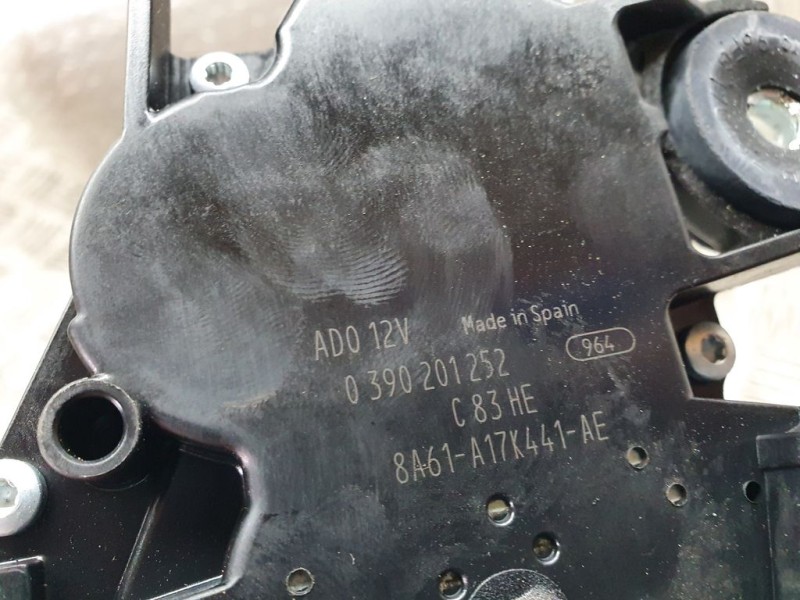 ADO 12V
Made in Spain
0 390 201 252
964
C 83 HE
8A61-A17K441-AE